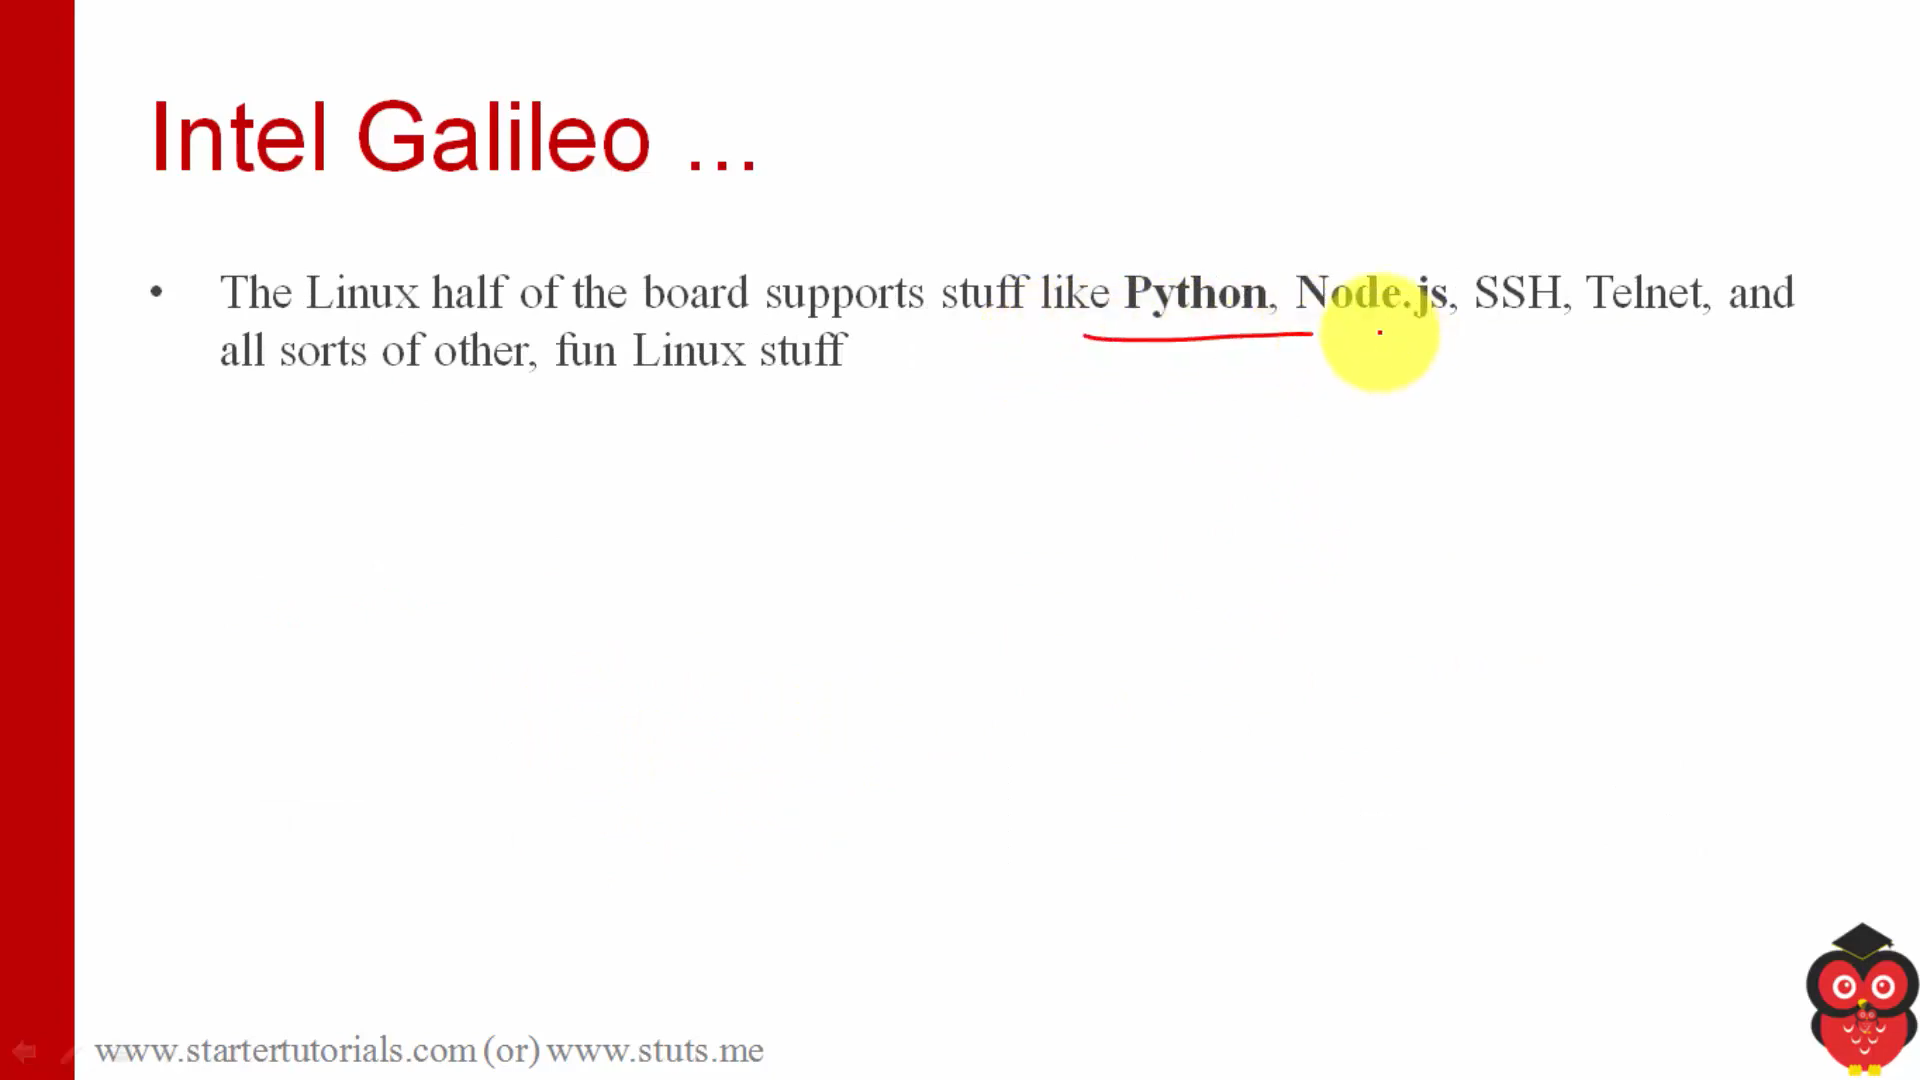 Intel Galileo ...
• The Linux half of the board supports stuff like Python, Node.js, SSH, Telnet, and
all sorts of other, fun Linux stuff
www.startertutorials.com (or) www.stuts.me